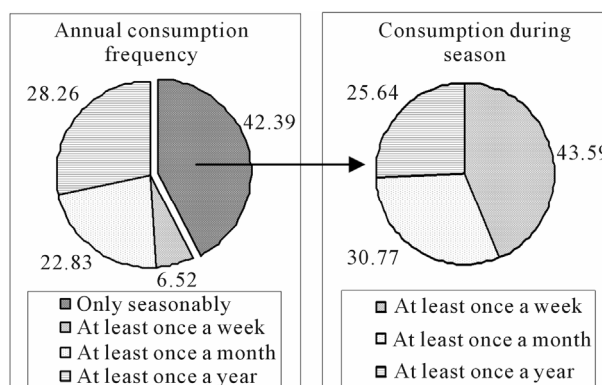 Annual consumption
frequency
28.26
42.39
22.83
6.52
Only seasonably
At least once a week
At least once a month
At least once a year
Consumption during
season
25.64
43.59
30.77
At least once a week
At least once a month
At least once a year